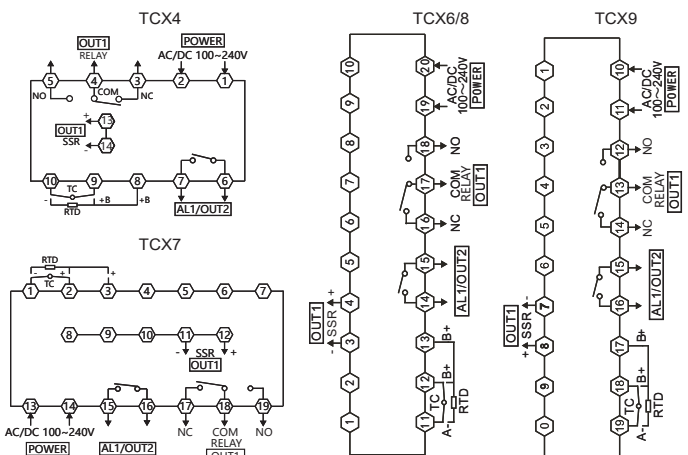 TCX4
OUT1
RELAY
POWER
AC/DC 100~240V
5
4
3
2
1
NO
COM
NC
+
13
OUT1
SSR
-
14
10
9
8
7
6
-
TC
+B
+B
RTD
AL1/OUT2
TCX7
RTD
-
+
+
TC
1
2
3
4
5
6
7
8
9
10
11
12
-
SSR
+
OUT1
13
14
15
16
17
18
19
AC/DC 100~240V
POWER
AL1/OUT2
NC
COM
RELAY
OUT1
NO
TCX6/8
10
9
8
7
6
5
4
3
2
1
+
SSR
-
OUT1
20
19
18
17
16
15
14
13
12
11
AC/DC
100~240V
POWER
NO
COM
RELAY
OUT1
NC
AL1/OUT2
B+
B+
TC
RTD
A-
TCX9
1
2
3
4
5
6
7
8
9
0
-
SSR
+
OUT1
10
11
12
13
14
15
16
17
18
19
AC/DC
100~240V
POWER
NO
COM
RELAY
OUT1
NC
AL1/OUT2
B+
B+
TC
RTD
A-